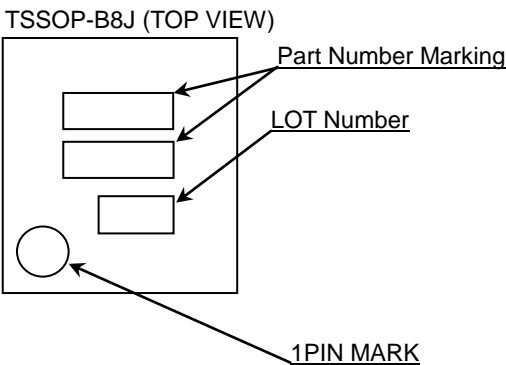 TSSOP-B8J (TOP VIEW)
Part Number Marking
LOT Number
1PIN MARK